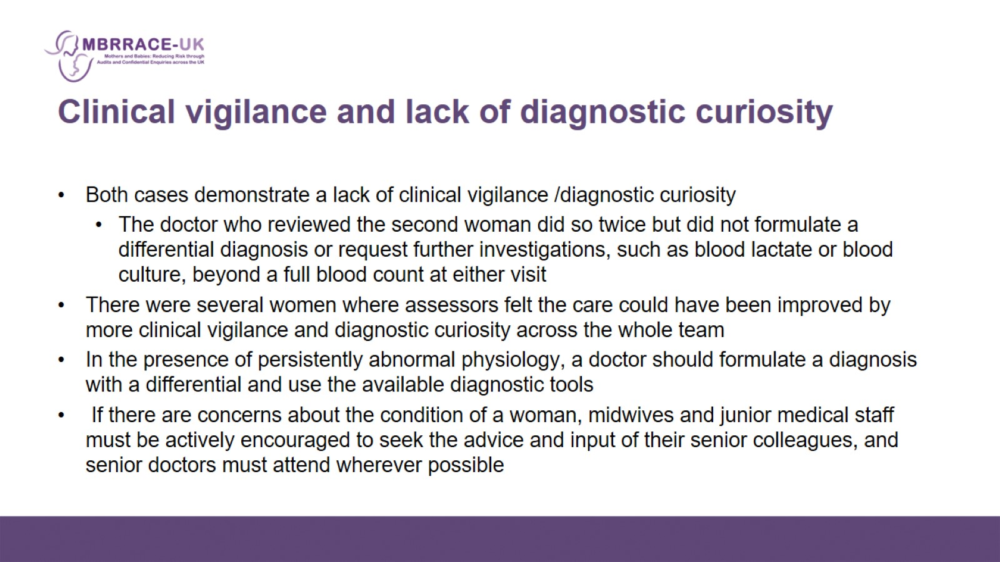 MBRRACE-UK
Mothers and Babies: Reducing Risk through
Audits and Confidential Enquiries across the UK
Clinical vigilance and lack of diagnostic curiosity
• Both cases demonstrate a lack of clinical vigilance /diagnostic curiosity
• The doctor who reviewed the second woman did so twice but did not formulate a
differential diagnosis or request further investigations, such as blood lactate or blood
culture, beyond a full blood count at either visit
• There were several women where assessors felt the care could have been improved by
more clinical vigilance and diagnostic curiosity across the whole team
• In the presence of persistently abnormal physiology, a doctor should formulate a diagnosis
with a differential and use the available diagnostic tools
• If there are concerns about the condition of a woman, midwives and junior medical staff
must be actively encouraged to seek the advice and input of their senior colleagues, and
senior doctors must attend wherever possible